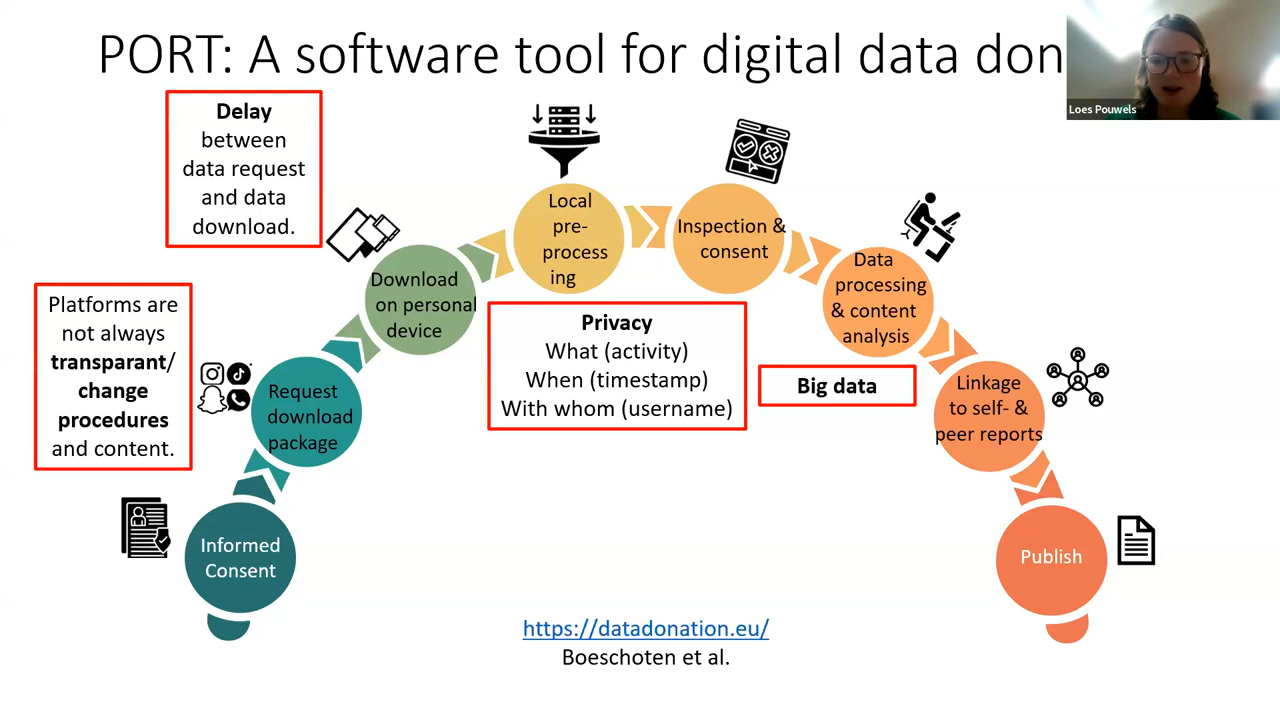 PORT: A software tool for digital data don
Loes Pouwels
Delay
between
data request
and data
download.
Platforms are
not always
transparant/
change
procedures
and content.
Informed
Consent
Request
download
package
Download
on personal
device
Local
pre-
process
ing
Inspection &
consent
Data
processing
& content
analysis
Linkage
to self- &
peer reports
Publish
Privacy
What (activity)
When (timestamp)
With whom (username)
Big data
https://datadonation.eu/
Boeschoten et al.